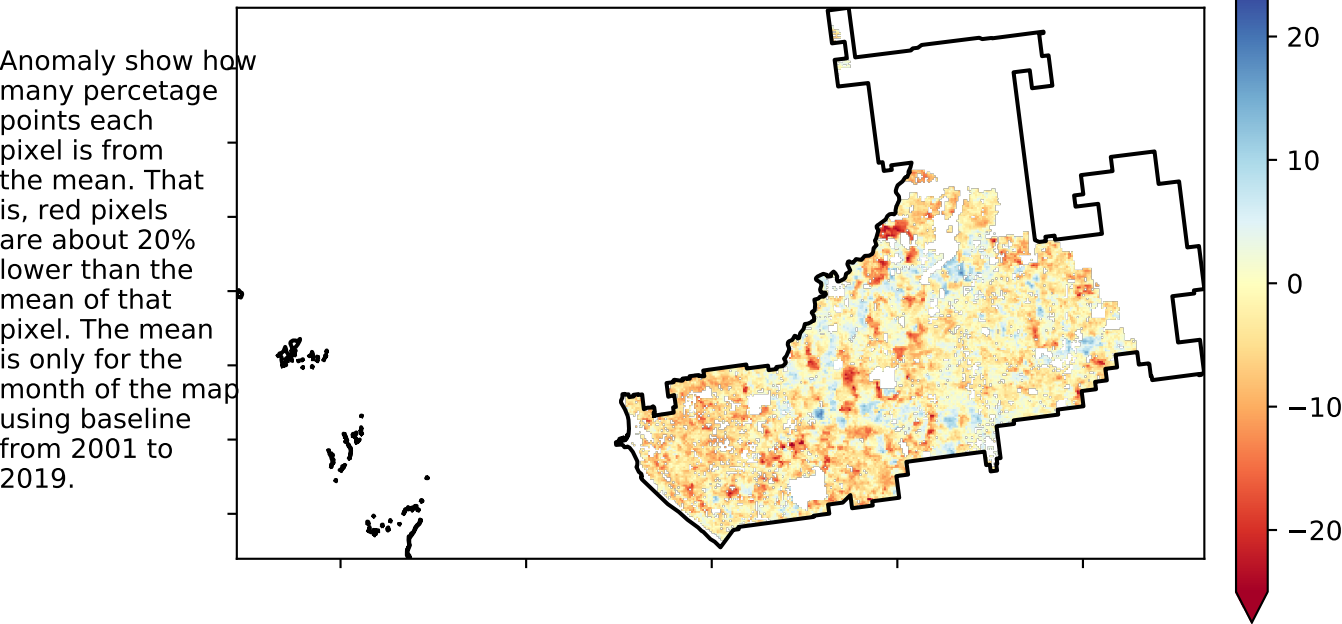 Anomaly show how
many percetage
points each
pixel is from
the mean. That
is, red pixels
are about 20%
lower than the
mean of that
pixel. The mean
is only for the
month of the map
using baseline
from 2001 to
2019.
20
10
0
−10
−20